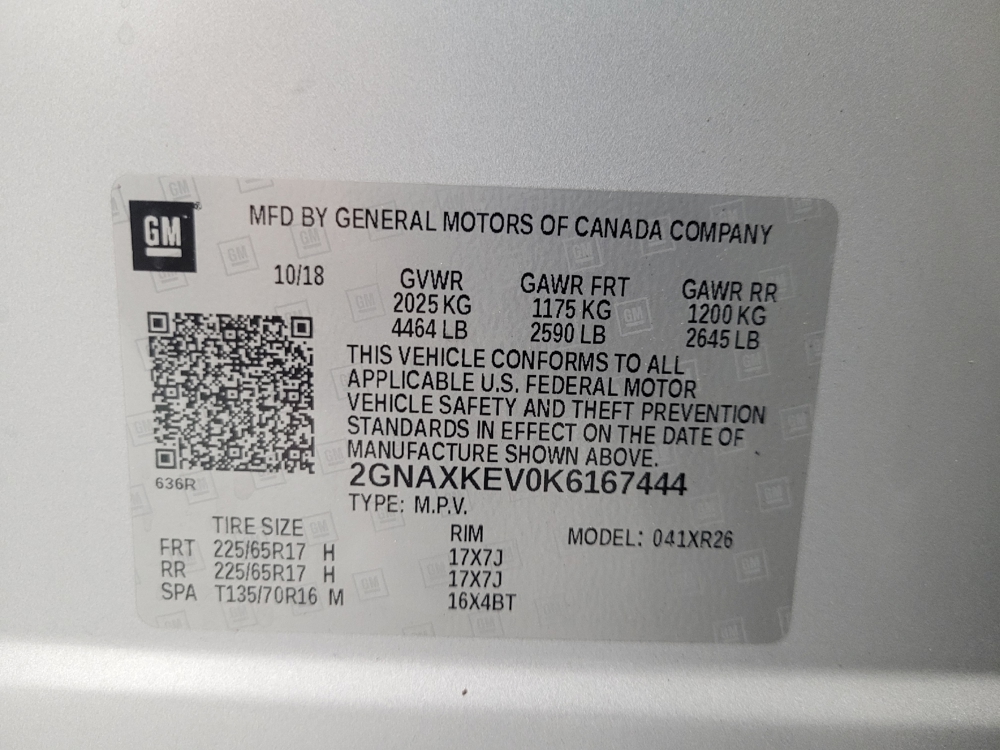 GM
MFD BY GENERAL MOTORS OF CANADA COMPANY
10/18 GVWR GAWR FRT GAWR RR
2025 KG 1175 KG 1200 KG
4464 LB 2590 LB 2645 LB
THIS VEHICLE CONFORMS TO ALL
APPLICABLE U.S. FEDERAL MOTOR
VEHICLE SAFETY AND THEFT PREVENTION
STANDARDS IN EFFECT ON THE DATE OF
MANUFACTURE SHOWN ABOVE.
636R
2GNAXKEV0K6167444
TYPE: M.P.V.
TIRE SIZE RIM MODEL: 041XR26
FRT 225/65R17 H 17X7J
RR 225/65R17 H 17X7J
SPA T135/70R16 M 16X4BT